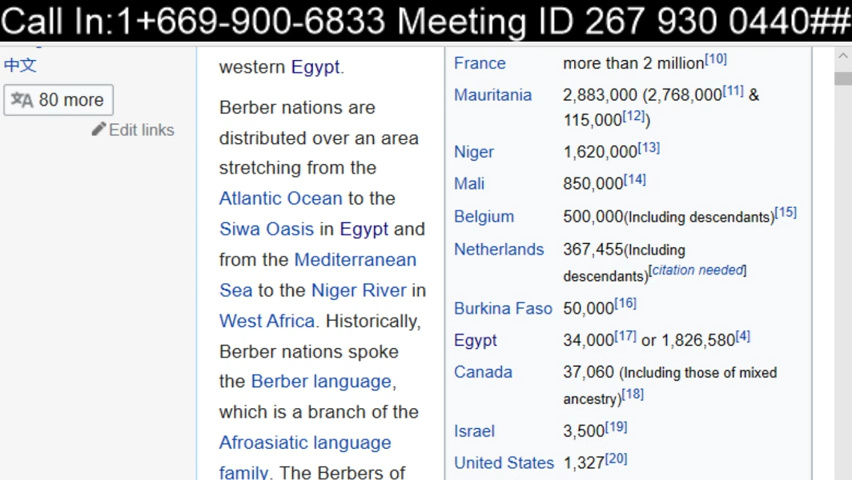 Call In:1+669-900-6833 Meeting ID 267 930 0440##
中文
80 more
Edit links
western Egypt.
Berber nations are
distributed over an area
stretching from the
Atlantic Ocean to the
Siwa Oasis in Egypt and
from the Mediterranean
Sea to the Niger River in
West Africa. Historically,
Berber nations spoke
the Berber language,
which is a branch of the
Afroasiatic language
family. The Berbers of
France more than 2 million[10]
Mauritania 2,883,000 (2,768,000[11] &
115,000[12])
Niger 1,620,000[13]
Mali 850,000[14]
Belgium 500,000(Including descendants)[15]
Netherlands 367,455(Including
descendants)[citation needed]
Burkina Faso 50,000[16]
Egypt 34,000[17] or 1,826,580[4]
Canada 37,060 (Including those of mixed
ancestry)[18]
Israel 3,500[19]
United States 1,327[20]